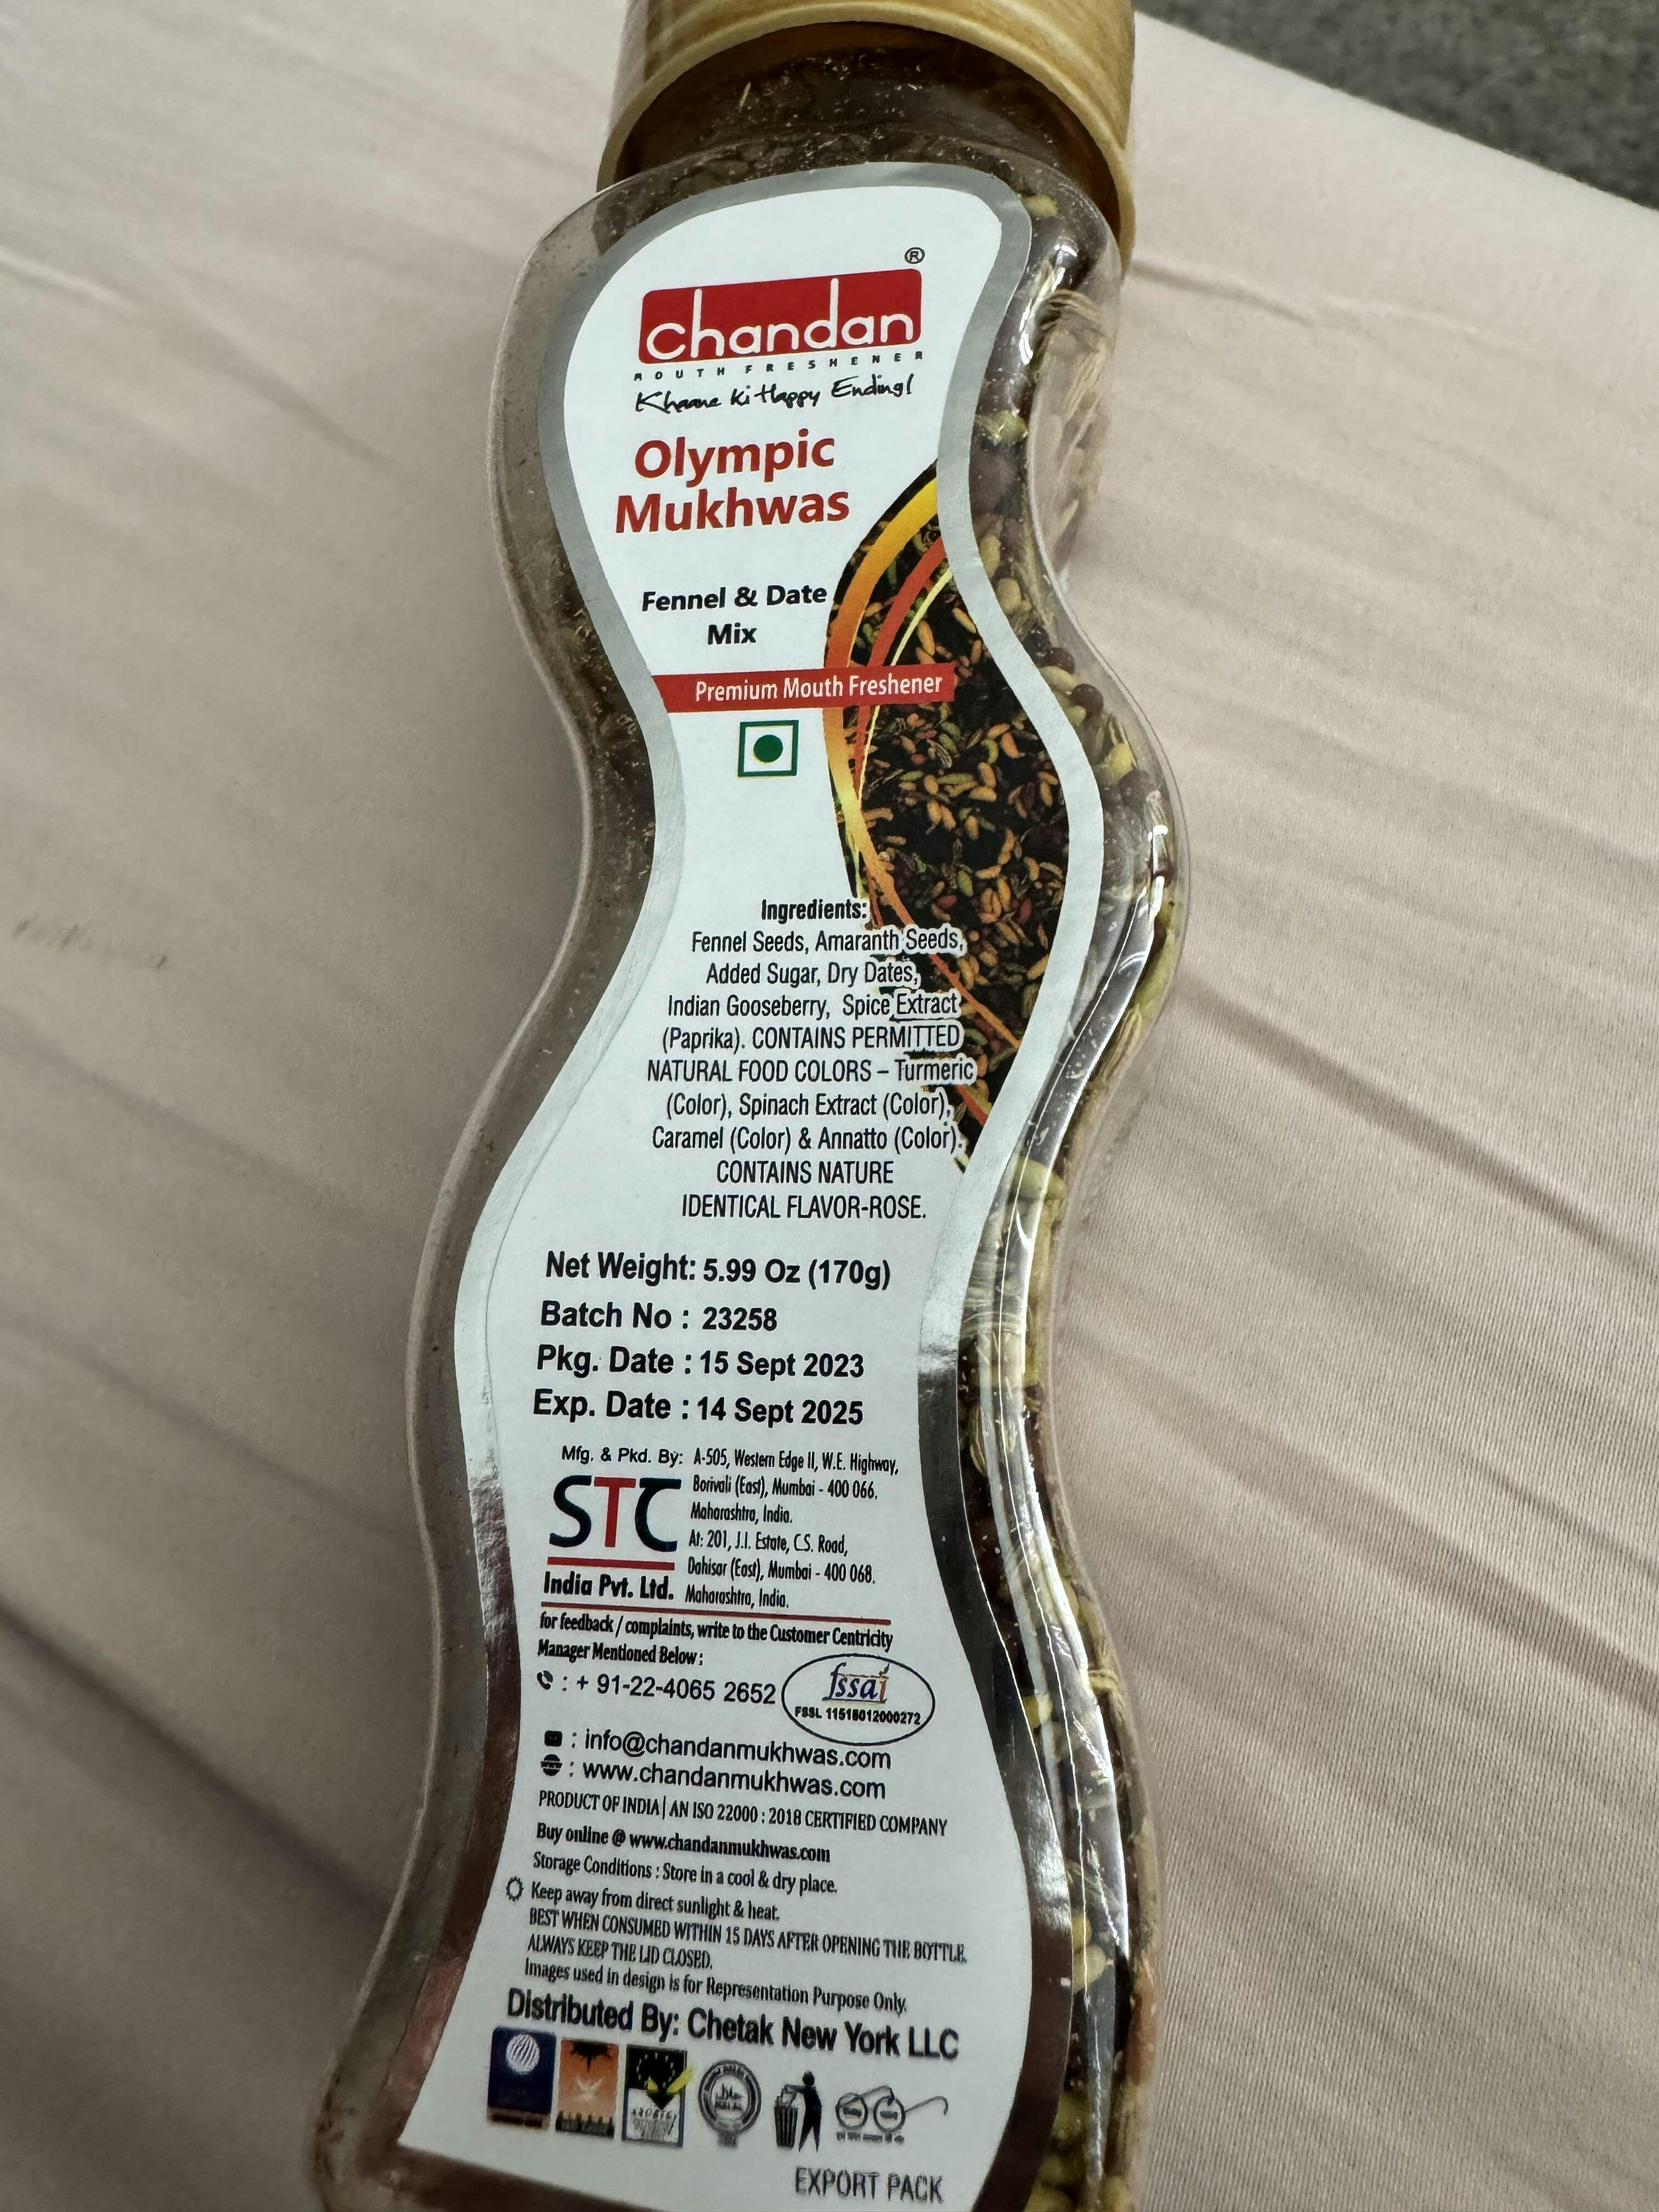 ®
chandan
MOUTH FRESHENER
Khaane Ki Happy Ending!
Olympic
Mukhwas
Fennel & Date
Mix
Premium Mouth Freshener
Ingredients:
Fennel Seeds, Amaranth Seeds,
Added Sugar, Dry Dates,
Indian Gooseberry, Spice Extract
(Paprika). CONTAINS PERMITTED
NATURAL FOOD COLORS – Turmeric
(Color), Spinach Extract (Color),
Caramel (Color) & Annatto (Color).
CONTAINS NATURE
IDENTICAL FLAVOR-ROSE.
Net Weight: 5.99 Oz (170g)
Batch No : 23258
Pkg. Date : 15 Sept 2023
Exp. Date : 14 Sept 2025
Mfg. & Pkd. By: A-505, Western Edge II, W.E. Highway,
Borivali (East), Mumbai - 400 066.
Maharashtra, India.
At: 201, J.I. Estate, C.S. Road,
Dahisar (East), Mumbai - 400 068.
Maharashtra, India.
STC
India Pvt. Ltd.
for feedback / complaints, write to the Customer Centricity
Manager Mentioned Below :
: + 91-22-4065 2652
fssai
FSSL 11516012000272
: info@chandanmukhwas.com
: www.chandanmukhwas.com
PRODUCT OF INDIA | AN ISO 22000 : 2018 CERTIFIED COMPANY
Buy online @ www.chandanmukhwas.com
Storage Conditions : Store in a cool & dry place.
Keep away from direct sunlight & heat.
BEST WHEN CONSUMED WITHIN 15 DAYS AFTER OPENING THE BOTTLE.
ALWAYS KEEP THE LID CLOSED.
Images used in design is for Representation Purpose Only.
Distributed By: Chetak New York LLC
EXPORT PACK